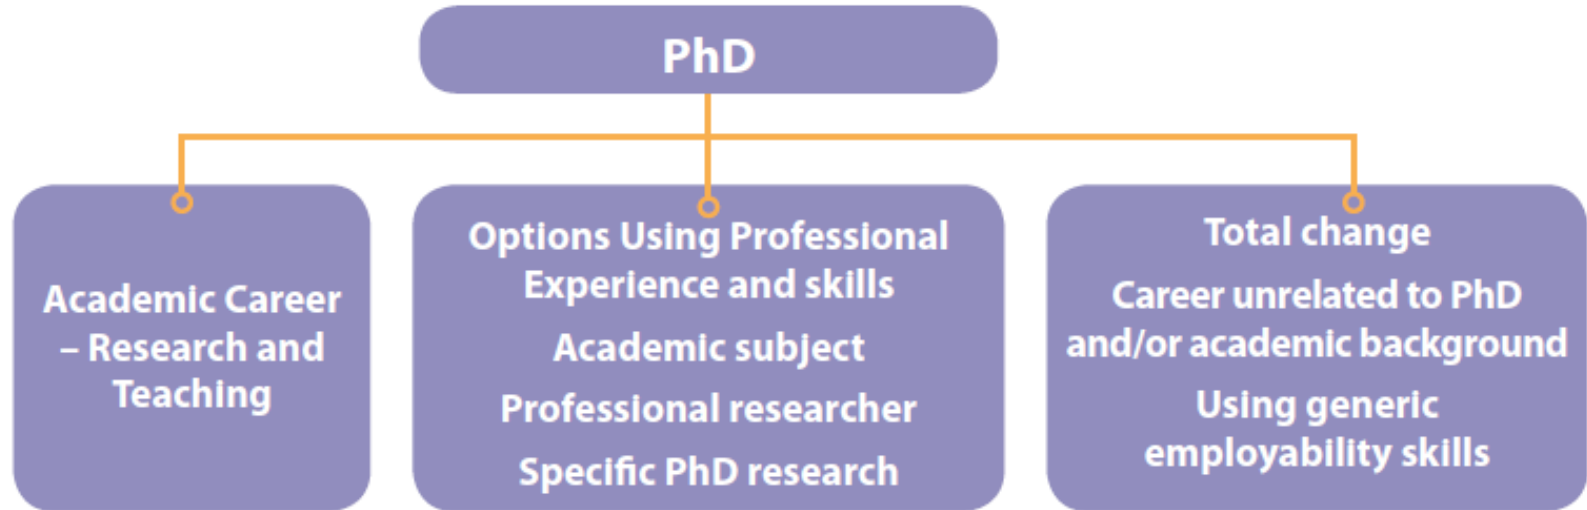 PhD
Academic Career
– Research and
Teaching
Options Using Professional
Experience and skills
Academic subject
Professional researcher
Specific PhD research
Total change
Career unrelated to PhD
and/or academic background
Using generic
employability skills